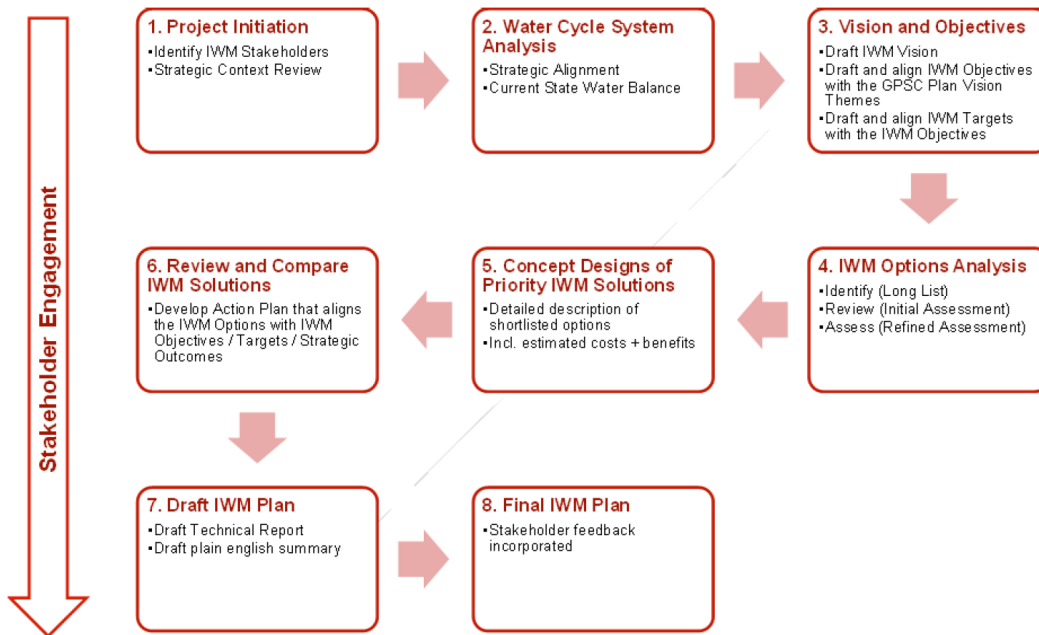 Stakeholder Engagement
1. Project Initiation
▪Identify IWM Stakeholders
▪Strategic Context Review
2. Water Cycle System
Analysis
▪Strategic Alignment
▪Current State Water Balance
3. Vision and Objectives
▪Draft IWM Vision
▪Draft and align IWM Objectives
with the GPSC Plan Vision
Themes
▪Draft and align IWM Targets
with the IWM Objectives
4. IWM Options Analysis
▪Identify (Long List)
▪Review (Initial Assessment)
▪Assess (Refined Assessment)
5. Concept Designs of
Priority IWM Solutions
▪Detailed description of
shortlisted options
▪Incl. estimated costs + benefits
6. Review and Compare
IWM Solutions
▪Develop Action Plan that aligns
the IWM Options with IWM
Objectives / Targets / Strategic
Outcomes
7. Draft IWM Plan
▪Draft Technical Report
▪Draft plain english summary
8. Final IWM Plan
▪Stakeholder feedback
incorporated